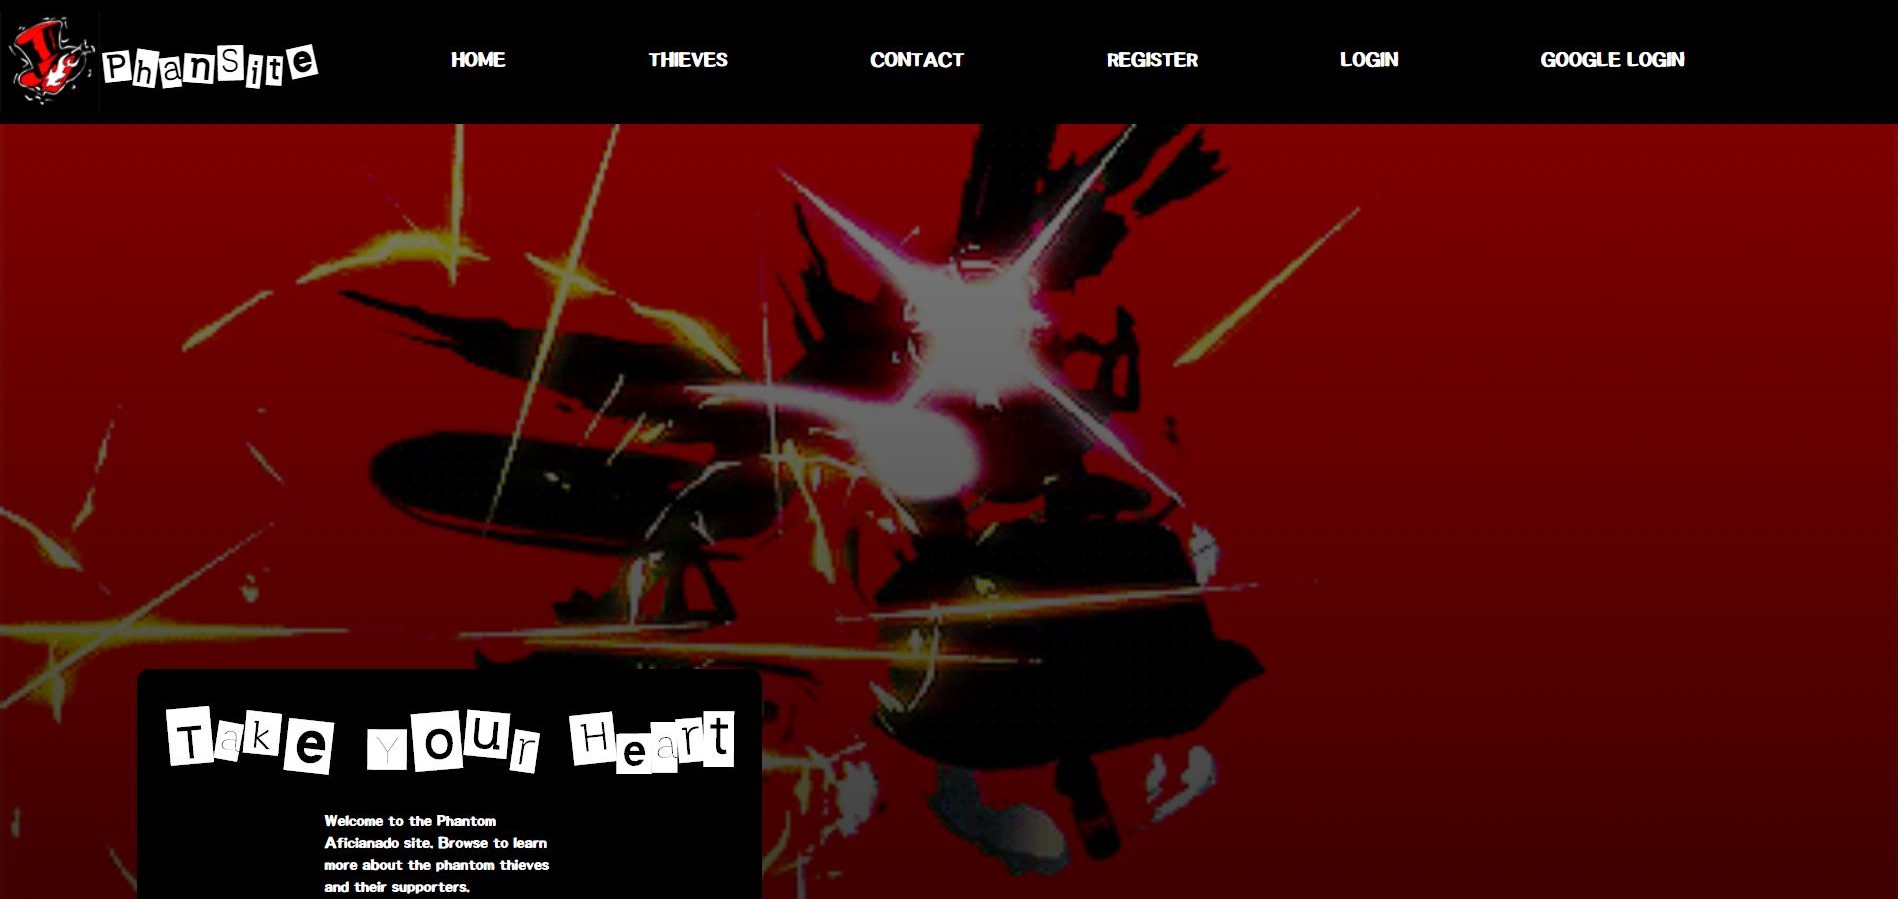 PhanSite
HOME THIEVES CONTACT REGISTER LOGIN GOOGLE LOGIN
Take Your Heart
Welcome to the Phantom
Aficianado site. Browse to learn
more about the phantom thieves
and their supporters.